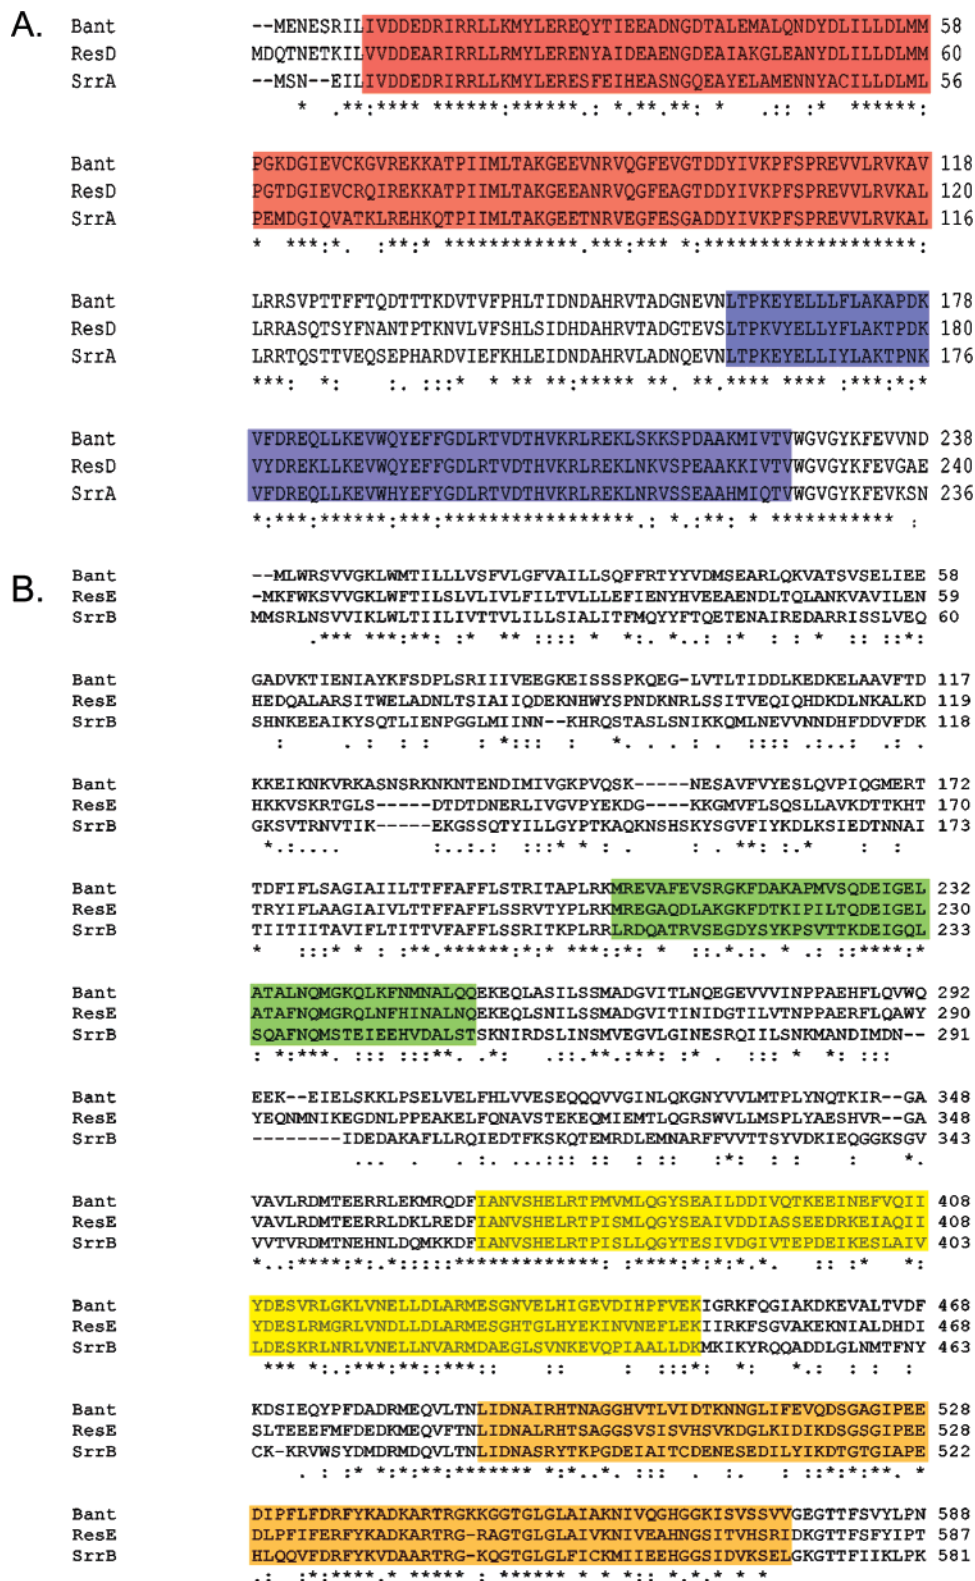 A.
Bant --MENESRILIVDDEDRIRRLLKMYLEREQYTIEEADNGDTALEMALQNDYDLILLDLMM 58
ResD MDQTNETKILVVDDEARIRRLLRMYLERENYAIDEAENGDEAIAKGLEANYDLILLDLMM 60
SrrA --MSN--EILIVDDEDRIRRLLKMYLERESFEIHEASNGQEAYELAMENNYACILLDLML 56
Bant PGKDGIEVCKGVREKKATPIIMLTAKGEEVNRVQGFEVGTDDYIVKPFSPREVVLRVKAV 118
ResD PGTDGIEVCRQIREKKATPIIMLTAKGEEANRVQGFEAGTDDYIVKPFSPREVVLRVKAL 120
SrrA PEMDGIQVATKLREHKQTPIIMLTAKGEETNRVEGFESGADDYIVKPFSPREVVLRVKAL 116
Bant LRRSVPTTFFTQDTTTKDVTVFPHLTIDNDAHRVTADGNEVNLTPKEYELLLFLAKAPDK 178
ResD LRRASQTSYFNANTPTKNVLVFSHLSIDHDAHRVTADGTEVSLTPKVYELLYFLAKTPDK 180
SrrA LRRTQSTTVEQSEPHARDVIEFKHLEIDNDAHRVLADNQEVNLTPKEYELLIYLAKTPNK 176
Bant VFDREQLLKEVWQYEFFGDLRTVDTHVKRLREKLSKKSPDAAKMIVTVWGVGYKFEVVND 238
ResD VYDREKLLKEVWQYEFFGDLRTVDTHVKRLREKLNKVSPEAAKKIVTVWGVGYKFEVGAE 240
SrrA VFDREQLLKEVWHYEFYGDLRTVDTHVKRLREKLNRVSSEAAHMIQTVWGVGYKFEVKSN 236
B.
Bant --MLWRSVVGKLWMTILLLVSFVLGFVAILLSQFFRTYYVDMSEARLQKVATSVSELIEE 58
ResE -MKFWKSVVGKLWFTILSLVLIVLFILTVLLLEFIENYHVEEAENDLTQLANKVAVILEN 59
SrrB MMSRLNSVVIKLWLTIILIVTTVLILLSIALITFMQYYFTQETENAIREDARRISSLVEQ 60
Bant GADVKTIENIAYKFSDPLSRIIIVEEGKEISSSPKQEG-LVTLTIDDLKEDKELAAVFTD 117
ResE HEDQALARSITWELADNLTSIAIIQDEKNHWYSPNDKNRLSSITVEQIQHDKDLNKALKD 119
SrrB SHNKEEAIKYSQTLIENPGGLMIINN--KHRQSTASLSNIKKQMLNEVVNNDHFDDVFDK 118
Bant KKEIKNKVRKASNSRKNKNTENDIMIVGKPVQSK-----NESAVFVYESLQVPIQGMERT 172
ResE HKKVSKRTGLS-----DTDTDNERLIVGVPYEKDG----KKGMVFLSQSLLAVKDTTKHT 170
SrrB GKSVTRNVTIK-----EKGSSQTYILLGYPTKAQKNSHSKYSGVFIYKDLKSIEDTNNAI 173
Bant TDFIFLSAGIAIILTTFFAFFLSTRITAPLRKMREVAFEVSRGKFDAKAPMVSQDEIGEL 232
ResE TRYIFLAAGIAIVLTTFFAFFLSSRVTYPLRKMREGAQDLAKGKFDTKIPILTQDEIGEL 230
SrrB TIITIITAVIFLTITTVFAFFLSSRITKPLRRLRDQATRVSEGDYSYKPSVTTKDEIGQL 233
Bant ATALNQMGKQLKFNMNALQQEKEQLASILSSMADGVITLNQEGEVVVINPPAEHFLQVWQ 292
ResE ATAFNQMGRQLNFHINALNQEKEQLSNILSSMADGVITINIDGTILVTNPPAERFLQAWY 290
SrrB SQAFNQMSTEIEEHVDALSTSKNIRDSLINSMVEGVLGINESRQIILSNKMANDIMDN-- 291
Bant EEK--EIELSKKLPSELVELFHLVVESEQQQVVGINLQKGNYVVLMTPLYNQTKIR--GA 348
ResE YEQNMNIKEGDNLPPEAKELFQNAVSTEKEQMIEMTLQGRSWVLLMSPLYAESHVR--GA 348
SrrB --------IDEDAKAFLLRQIEDTFKSKQTEMRDLEMNARFFVVTTSYVDKIEQGGKSGV 343
Bant VAVLRDMTEERRLEKMRQDFIANVSHELRTPMVMLQGYSEAILDDIVQTKEEINEFVQII 408
ResE VAVLRDMTEERRLDKLREDFIANVSHELRTPISMLQGYSEAIVDDIASSEEDRKEIAQII 408
SrrB VVTVRDMTNEHNLDQMKKDFIANVSHELRTPISLLQGYTESIVDGIVTEPDEIKESLAIV 403
Bant YDESVRLGKLVNELLDLARMESGNVELHIGEVDIHPFVEKIGRKFQGIAKDKEVALTVDF 468
ResE YDESLRMGRLVNDLLDLARMESGHTGLHYEKINVNEFLEKIIRKFSGVAKEKNIALDHDI 468
SrrB LDESKRLNRLVNELLNVARMDAEGLSVNKEVQPIAALLDKMKIKYRQQADDLGLNMTFNY 463
Bant KDSIEQYPFDADRMEQVLTNLIDNAIRHTNAGGHVTLVIDTKNNGLIFEVQDSGAGIPEE 528
ResE SLTEEEFMFDEDKMEQVFTNLIDNALRHTSAGGSVSISVHSVKDGLKIDIKDSGSGIPEE 528
SrrB CK-KRVWSYDMDRMDQVLTNLIDNASRYTKPGDEIAITCDENESEDILYIKDTGTGIAPE 522
Bant DIPFLFDRFYKADKARTRGKKGGTGLGLAIAKNIVQGHGGKISVSSVVGEGTTFSVYLPN 588
ResE DLPFIFERFYKADKARTRG-RAGTGLGLAIVKNIVEAHNGSITVHSRIDKGTTFSFYIPT 587
SrrB HLQQVFDRFYKVDAARTRG-KQGTGLGLFICKMIIEEHGGSIDVKSELGKGTTFIIKLPK 581